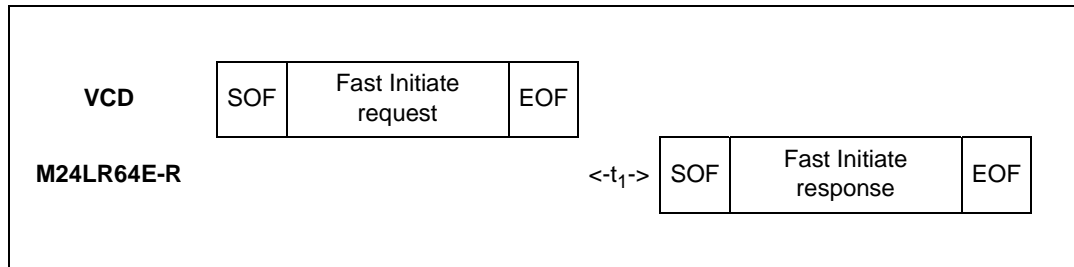 VCD SOF Fast Initiate request EOF
M24LR64E-R <-t₁-> SOF Fast Initiate response EOF